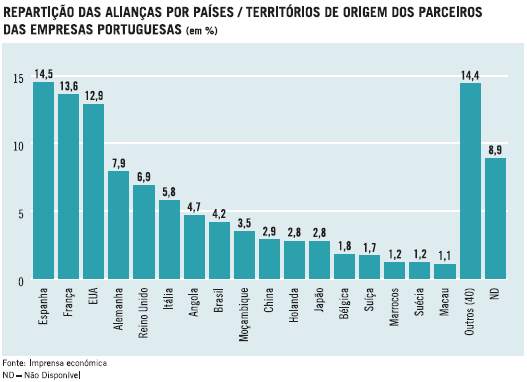 REPARTIÇÃO DAS ALIANÇAS POR PAÍSES / TERRITÓRIOS DE ORIGEM DOS PARCEIROS
DAS EMPRESAS PORTUGUESAS (em %)
15
10
5
0
14,5
13,6
12,9
7,9
6,9
5,8
4,7
4,2
3,5
2,9
2,8
2,8
1,8
1,7
1,2
1,2
1,1
14,4
8,9
Espanha
França
EUA
Alemanha
Reino Unido
Itália
Angola
Brasil
Moçambique
China
Holanda
Japão
Bélgica
Suíça
Marrocos
Suécia
Macau
Outros (40)
ND
Fonte: Imprensa económica
ND – Não Disponível